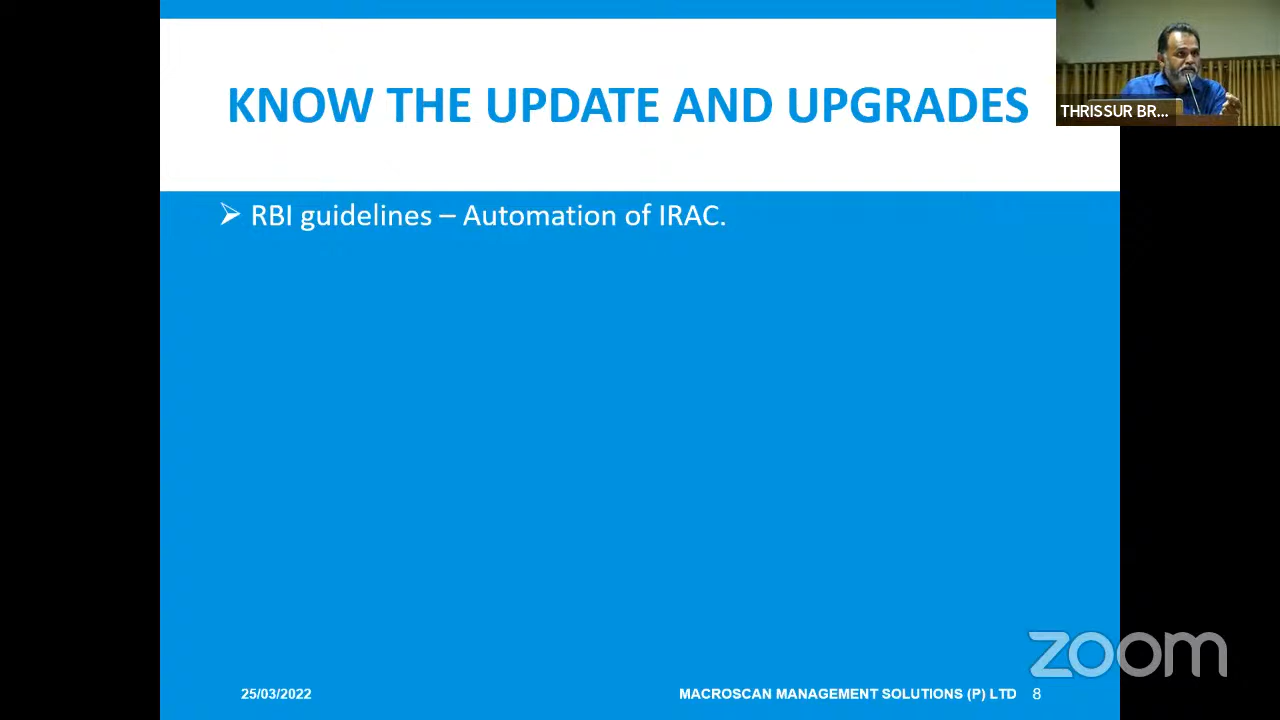 KNOW THE UPDATE AND UPGRADES
THRISSUR BR...
➢ RBI guidelines – Automation of IRAC.
zoom
25/03/2022
MACROSCAN MANAGEMENT SOLUTIONS (P) LTD 8